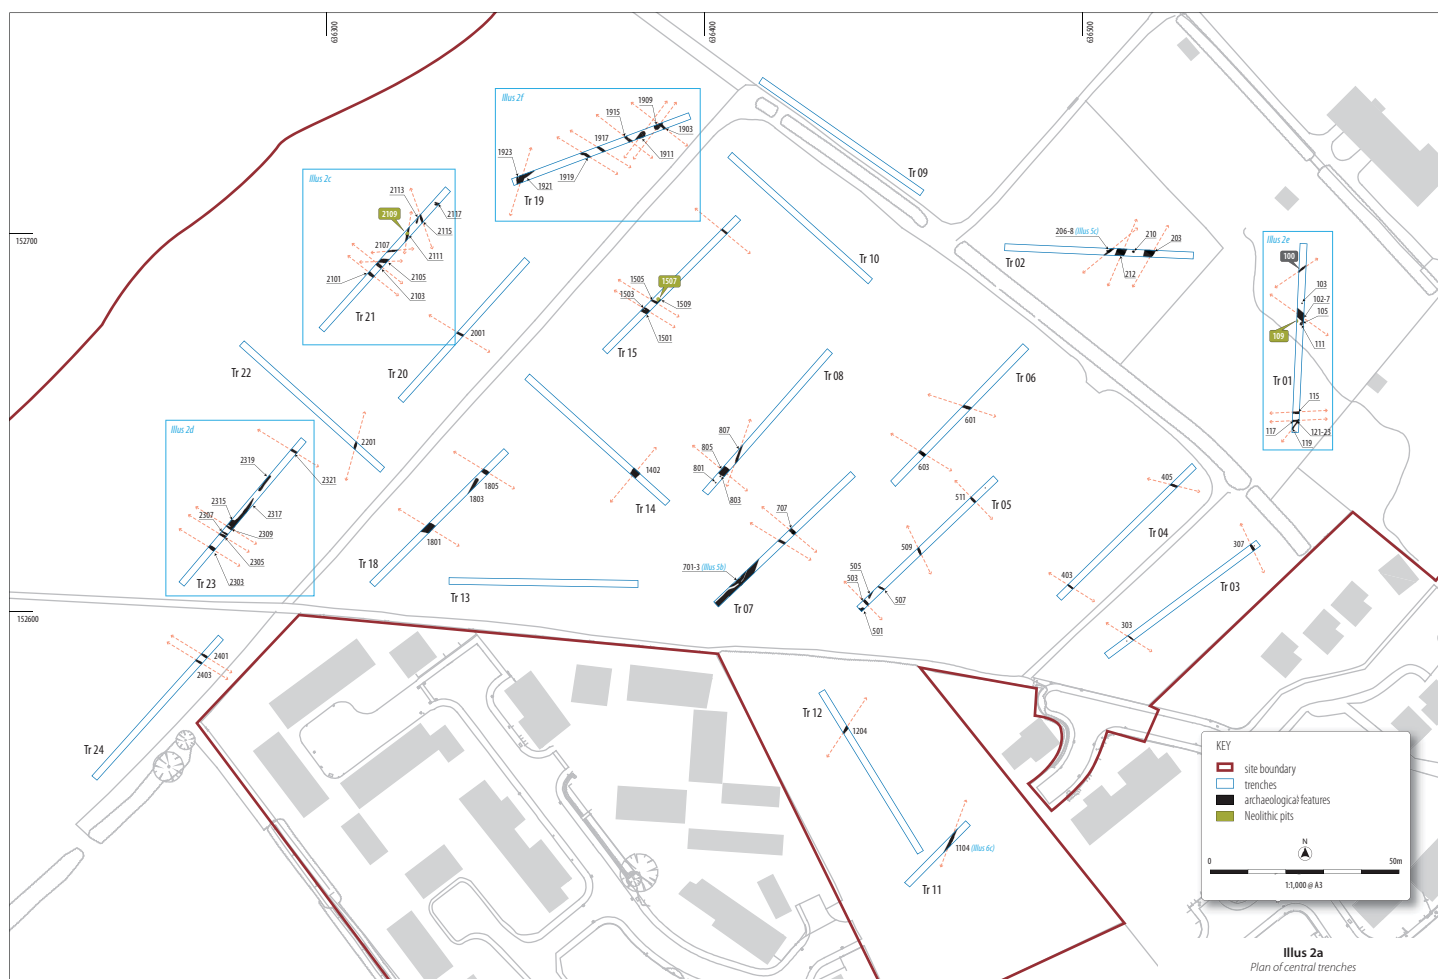 636300
636400
636500
152700
152600
Illus 2f
1909
1915
1903
1917
1911
1923
1919
1921
Tr 19
Tr 09
Illus 2c
2113
2109
2117
2115
2107
2111
2101
2105
2103
Tr 21
Tr 10
206-8 (Illus 5c)
210
203
Tr 02
212
Illus 2e
100
103
102-7
105
109
111
Tr 01
115
117
121-23
119
1505
1507
1503
1509
1501
Tr 15
2001
Tr 20
Tr 22
2201
Tr 08
Tr 06
601
603
807
805
801
803
1402
Tr 14
Illus 2d
2319
2321
2315
2307
2317
2309
2305
2303
Tr 23
1805
1803
1801
Tr 18
Tr 13
707
701-3 (Illus 5b)
Tr 07
511
Tr 05
509
505
503
507
501
405
Tr 04
403
307
Tr 03
303
2401
2403
Tr 24
Tr 12
1204
1104 (Illus 6c)
Tr 11
KEY
site boundary
trenches
archaeological features
Neolithic pits
N
0
50m
1:1,000 @ A3
Illus 2a
Plan of central trenches